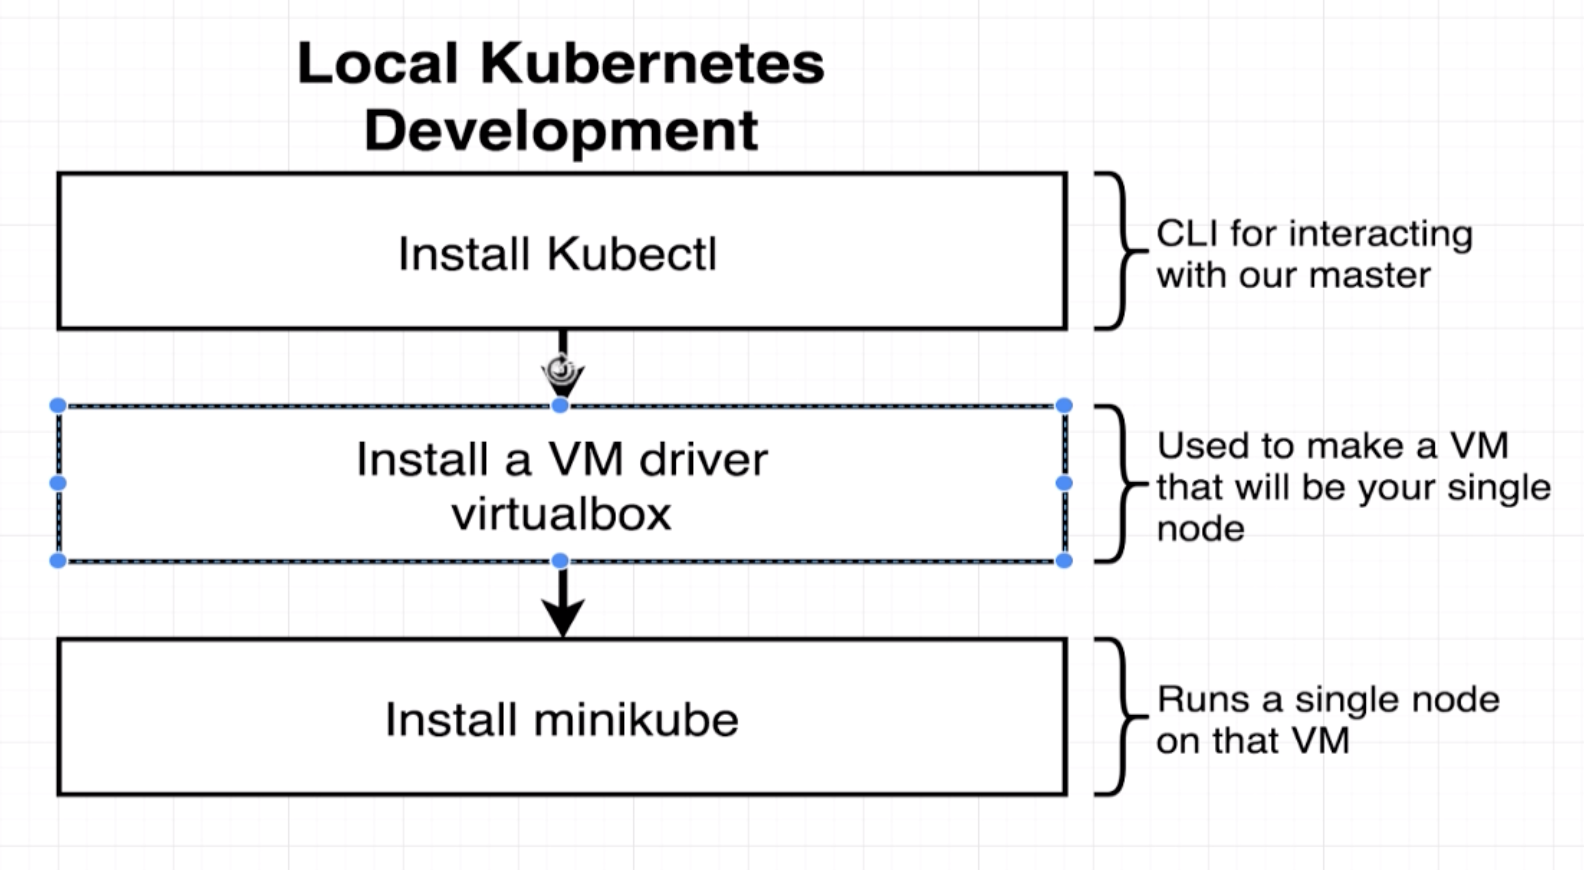 Local Kubernetes
Development
Install Kubectl
CLI for interacting
with our master
Install a VM driver
virtualbox
Used to make a VM
that will be your single
node
Install minikube
Runs a single node
on that VM